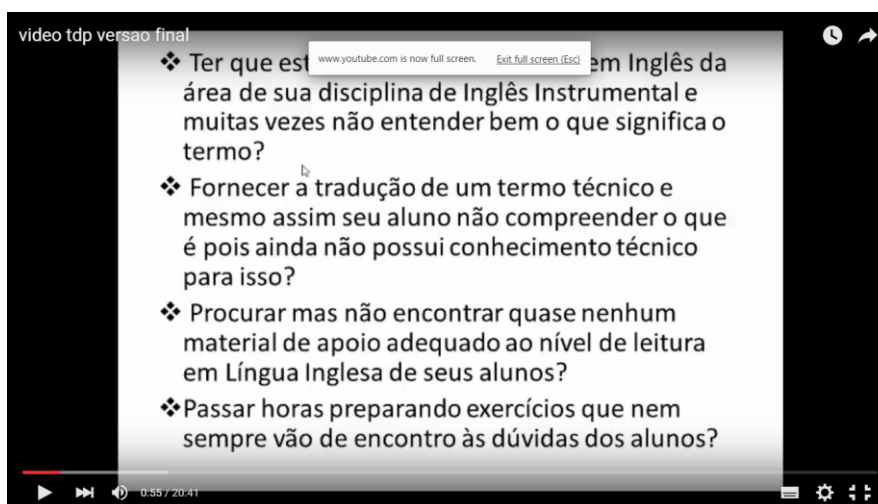 video tdp versao final
www.youtube.com is now full screen. Exit full screen (Esc)
❖ Ter que est em Inglês da
área de sua disciplina de Inglês Instrumental e
muitas vezes não entender bem o que significa o
termo?
❖ Fornecer a tradução de um termo técnico e
mesmo assim seu aluno não compreender o que
é pois ainda não possui conhecimento técnico
para isso?
❖ Procurar mas não encontrar quase nenhum
material de apoio adequado ao nível de leitura
em Língua Inglesa de seus alunos?
❖Passar horas preparando exercícios que nem
sempre vão de encontro às dúvidas dos alunos?
0:55 / 20:41